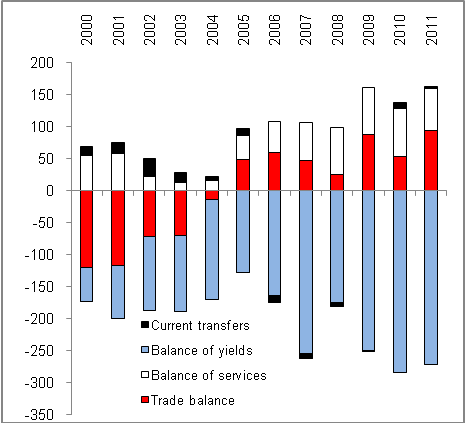 2000 2001 2002 2003 2004 2005 2006 2007 2008 2009 2010 2011
200
150
100
50
0
-50
-100
-150
-200
-250
-300
-350
Current transfers
Balance of yields
Balance of services
Trade balance